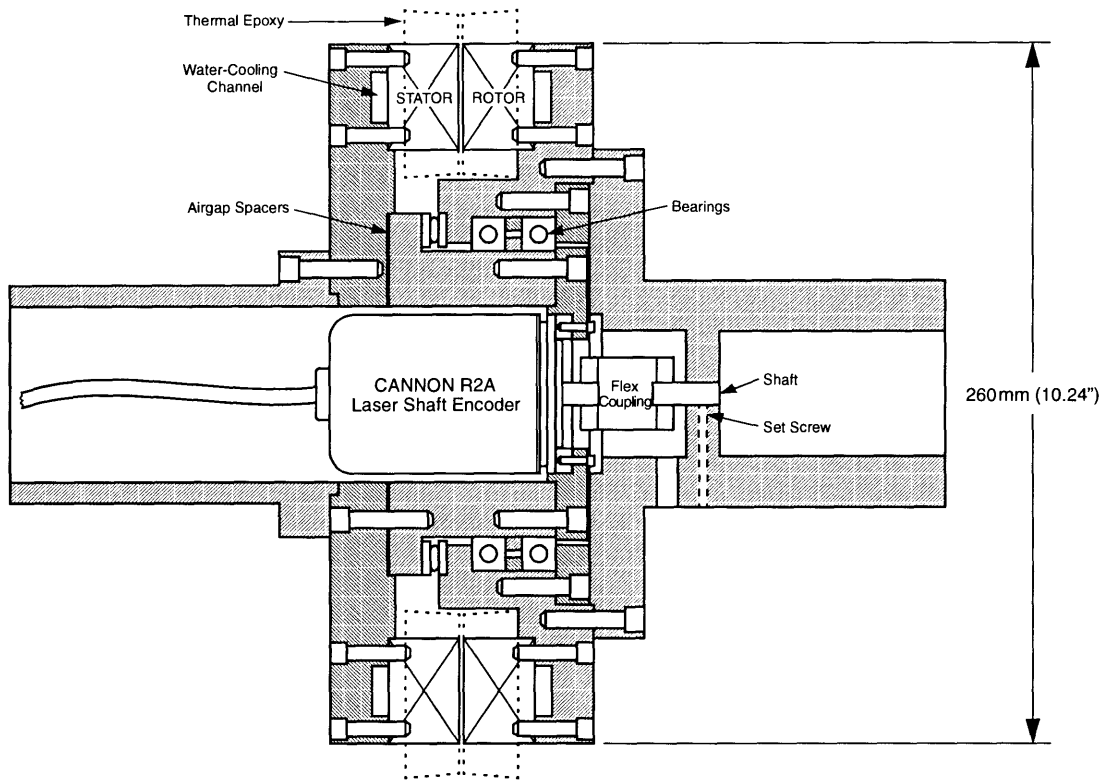 Thermal Epoxy
Water-Cooling
Channel
STATOR
ROTOR
Airgap Spacers
Bearings
CANNON R2A
Laser Shaft Encoder
Flex
Coupling
Shaft
Set Screw
260mm (10.24”)